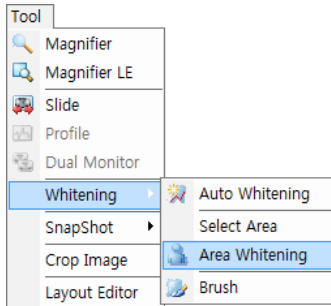 Tool
Magnifier
Magnifier LE
Slide
Profile
Dual Monitor
Whitening
SnapShot
Crop Image
Layout Editor
Auto Whitening
Select Area
Area Whitening
Brush